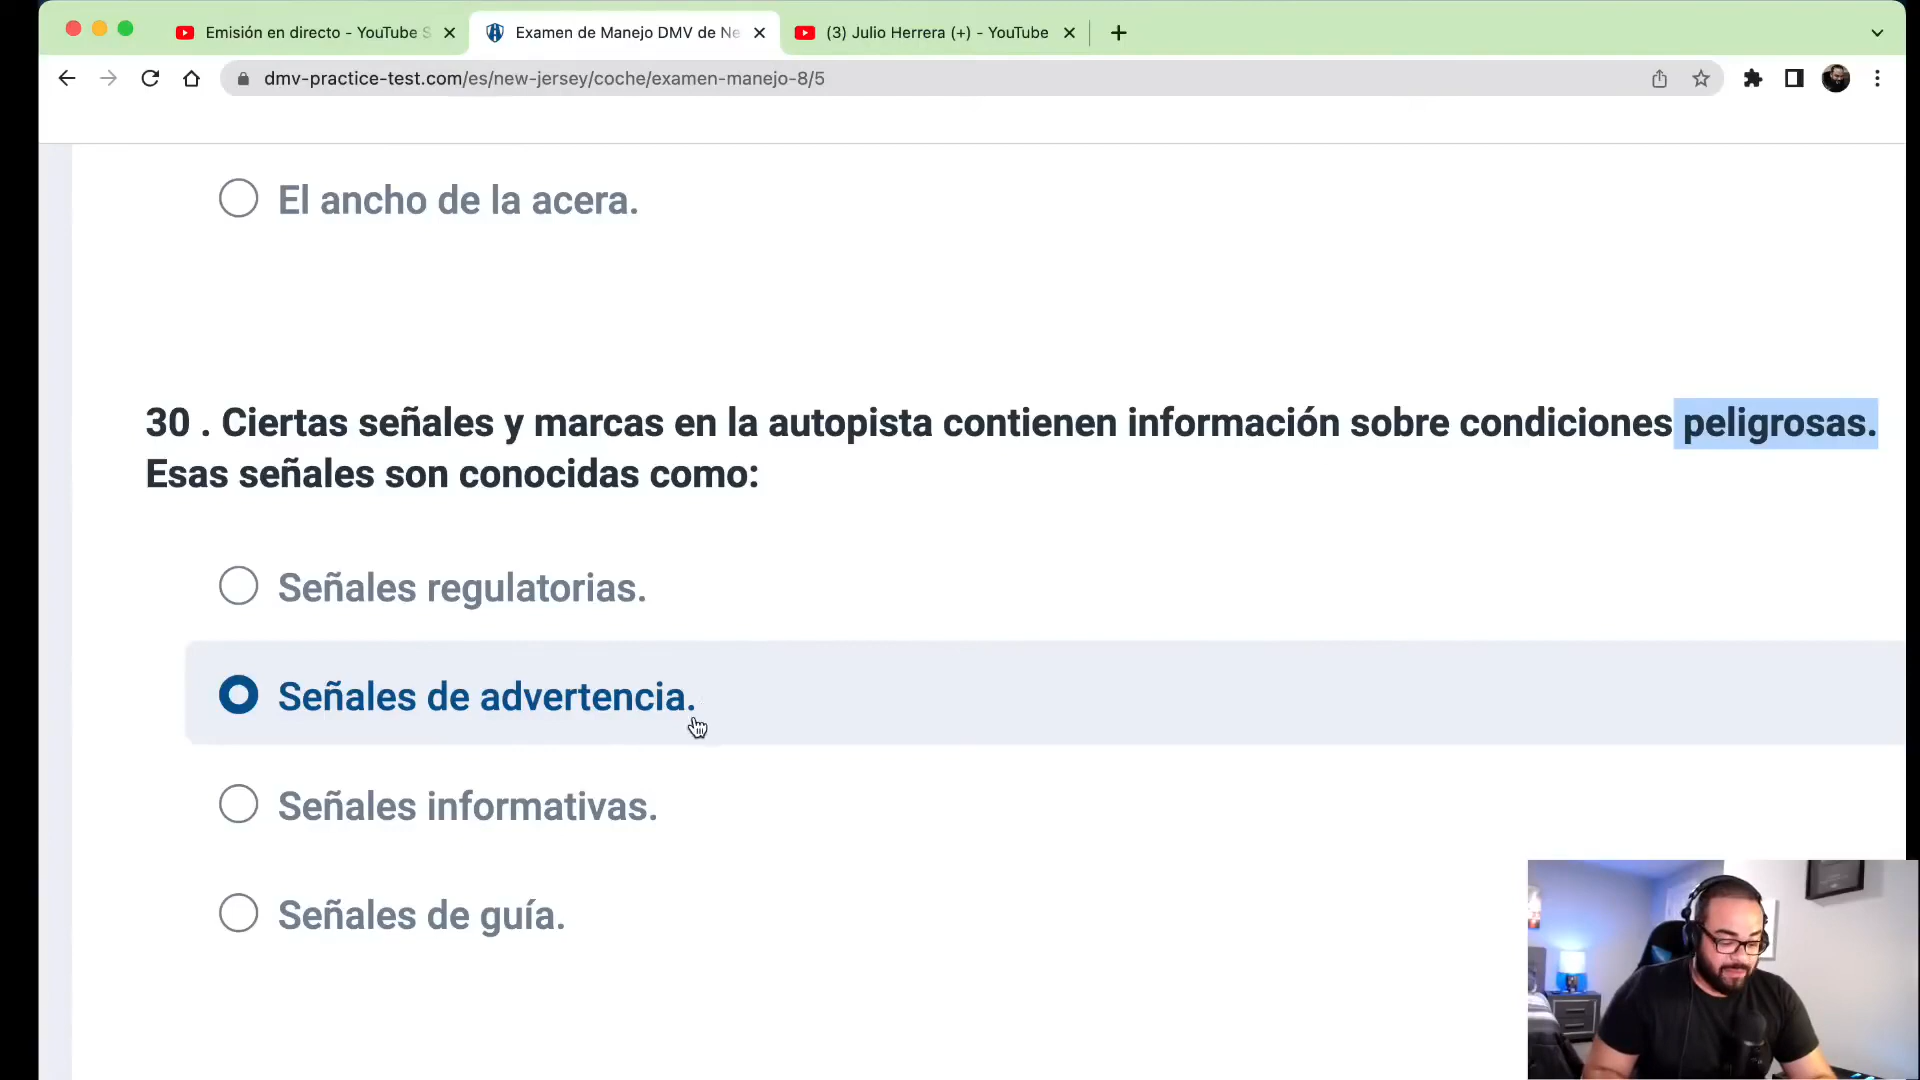 Emisión en directo - YouTube S
Examen de Manejo DMV de Ne
(3) Julio Herrera (+) - YouTube
dmv-practice-test.com/es/new-jersey/coche/examen-manejo-8/5
El ancho de la acera.
30 . Ciertas señales y marcas en la autopista contienen información sobre condiciones peligrosas.
Esas señales son conocidas como:
Señales regulatorias.
Señales de advertencia.
Señales informativas.
Señales de guía.